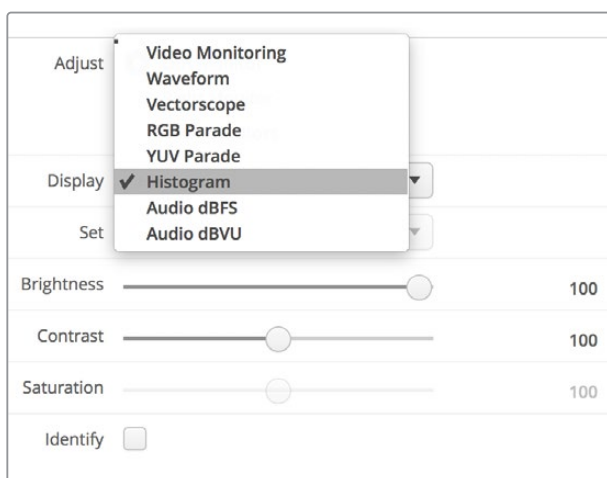 Adjust
Video Monitoring
Waveform
Vectorscope
RGB Parade
YUV Parade
Display ✔ Histogram
Audio dBFS
Set Audio dBVU
Brightness 100
Contrast 100
Saturation 100
Identify